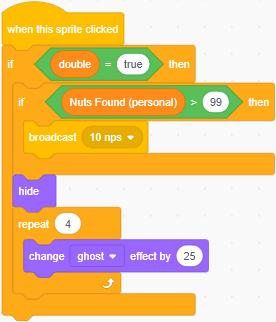 when this sprite clicked
if double = true then
if Nuts Found (personal) > 99 then
broadcast 10 nps
hide
repeat 4
change ghost effect by 25